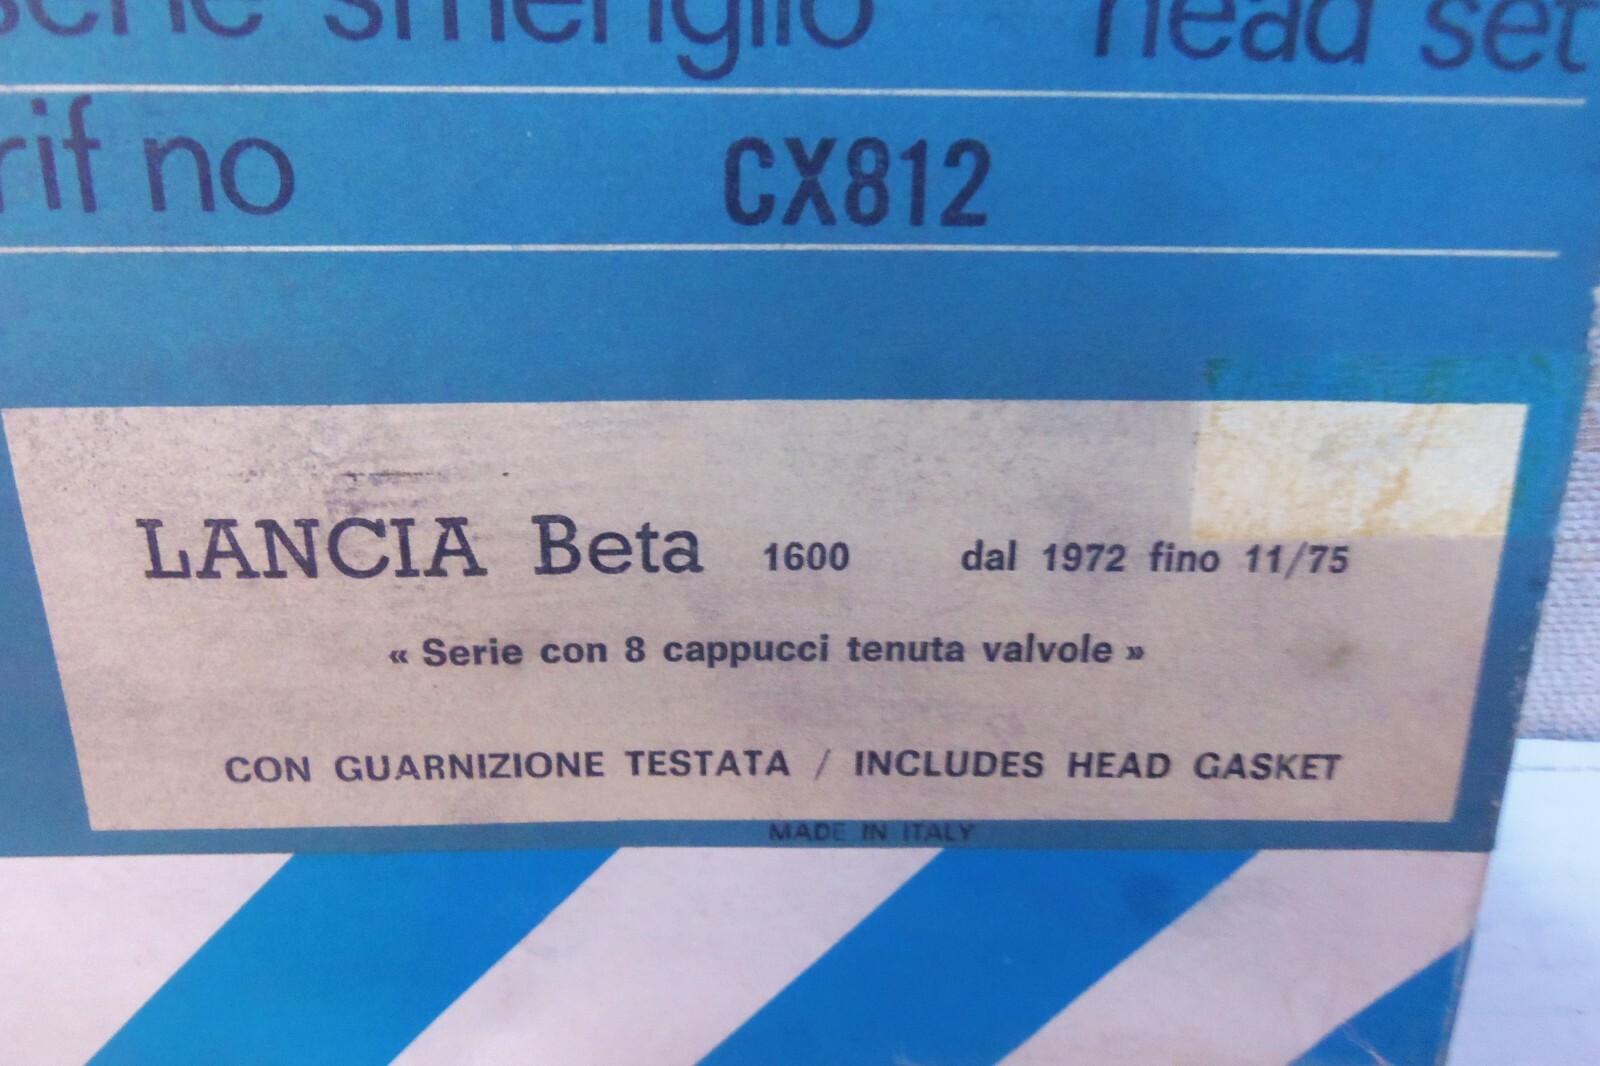 smeriglio head set
rif no CX812
LANCIA Beta 1600 dal 1972 fino 11/75
« Serie con 8 cappucci tenuta valvole »
CON GUARNIZIONE TESTATA / INCLUDES HEAD GASKET
MADE IN ITALY